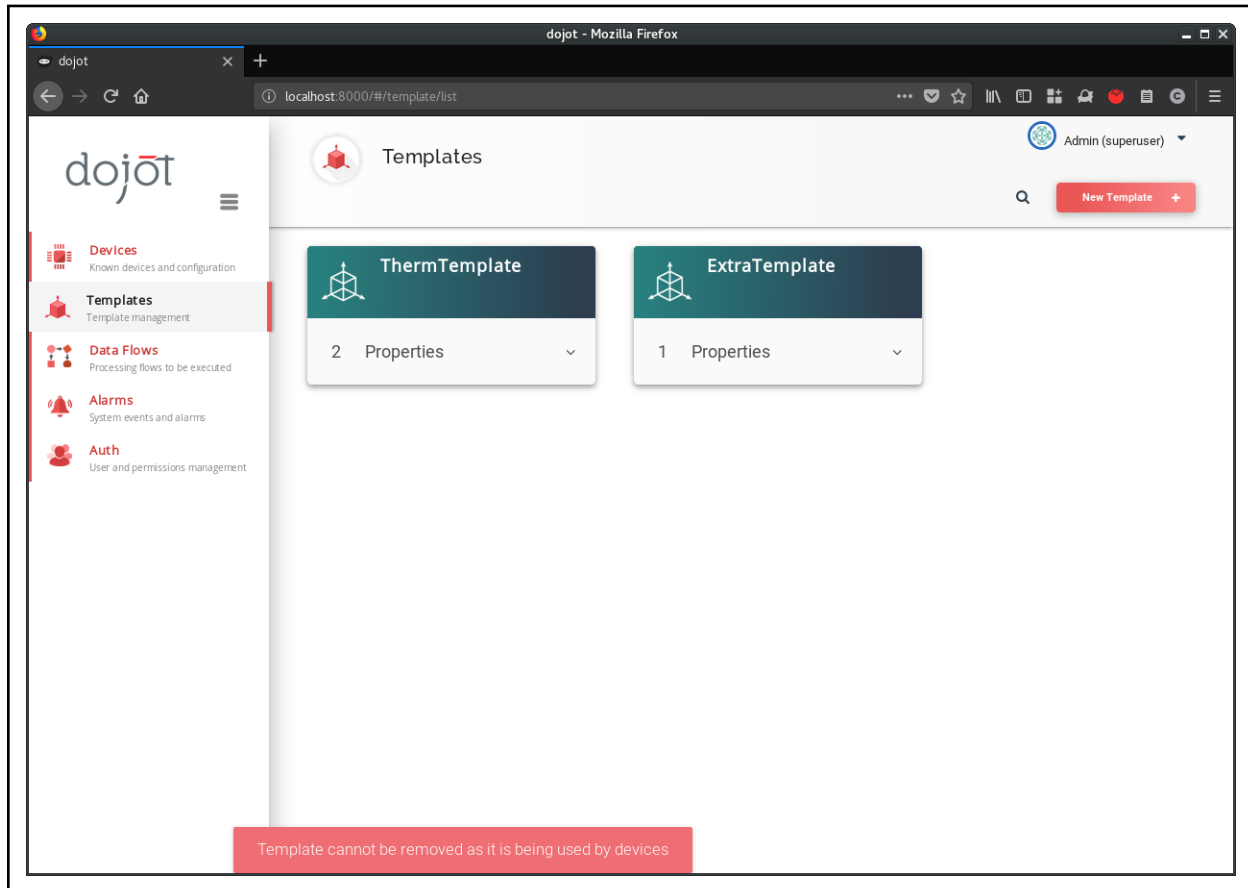 dojot - Mozilla Firefox
dojot
localhost:8000/#/template/list
dojot
Templates
Admin (superuser)
New Template +
Devices
Known devices and configuration
Templates
Template management
Data Flows
Processing flows to be executed
Alarms
System events and alarms
Auth
User and permissions management
ThermTemplate
2 Properties
ExtraTemplate
1 Properties
Template cannot be removed as it is being used by devices